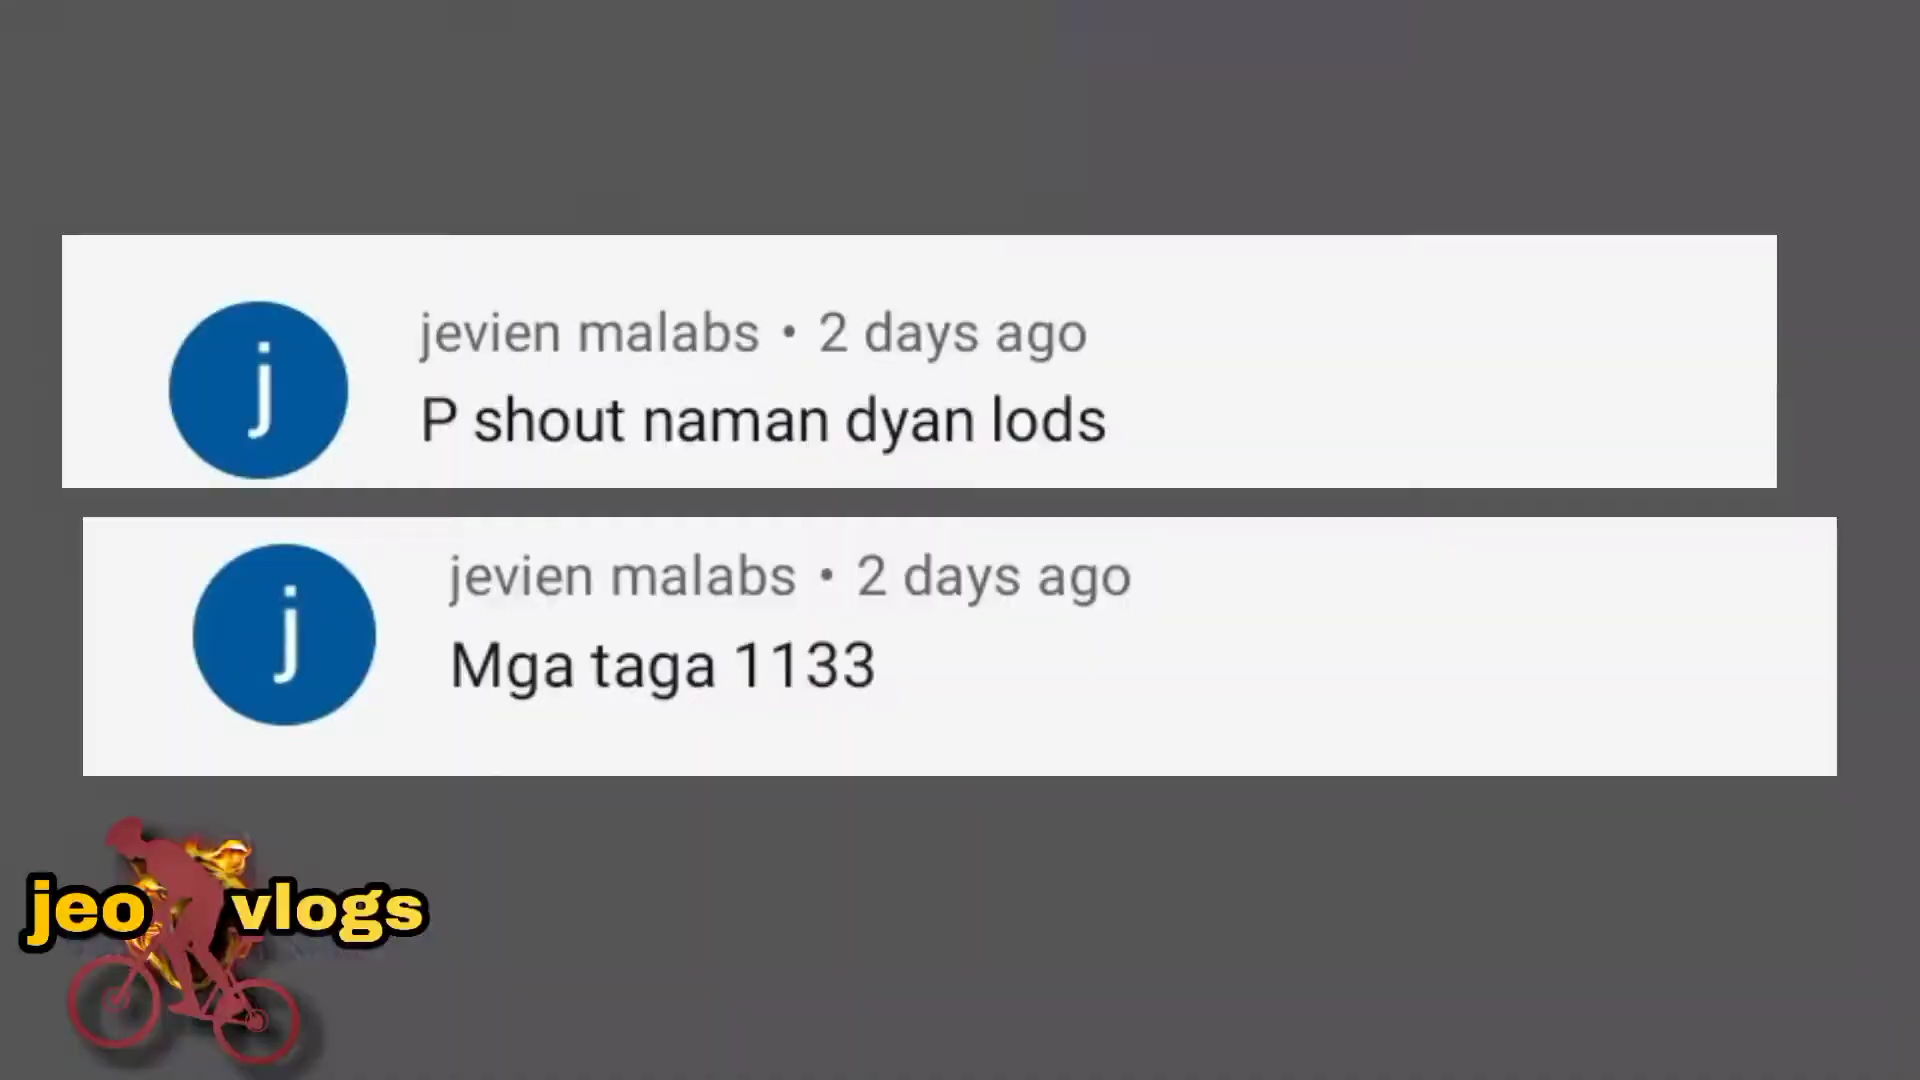 j
jevien malabs • 2 days ago
P shout naman dyan lods
j
jevien malabs • 2 days ago
Mga taga 1133
jeo vlogs